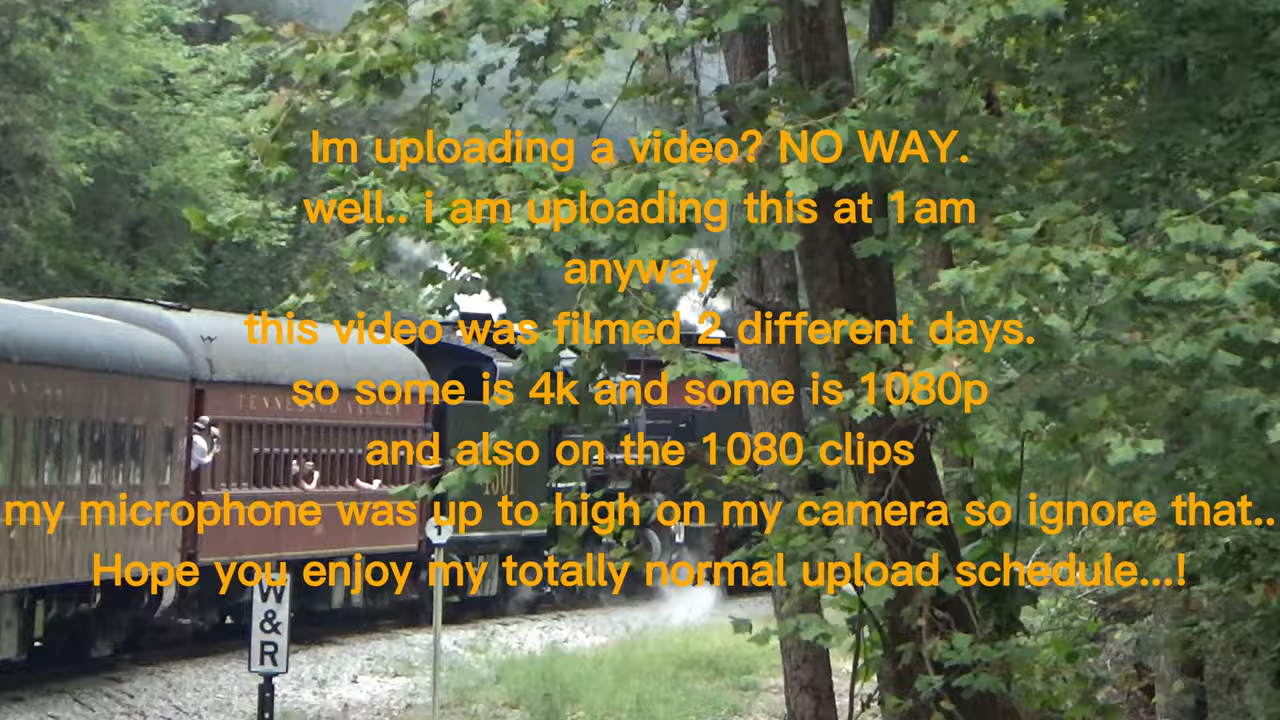 Im uploading a video? NO WAY.
well.. i am uploading this at 1am
anyway
this video was filmed 2 different days.
so some is 4k and some is 1080p
and also on the 1080 clips
my microphone was up to high on my camera so ignore that..
Hope you enjoy my totally normal upload schedule...!
TENNESSEE VALLEY
W
&
R